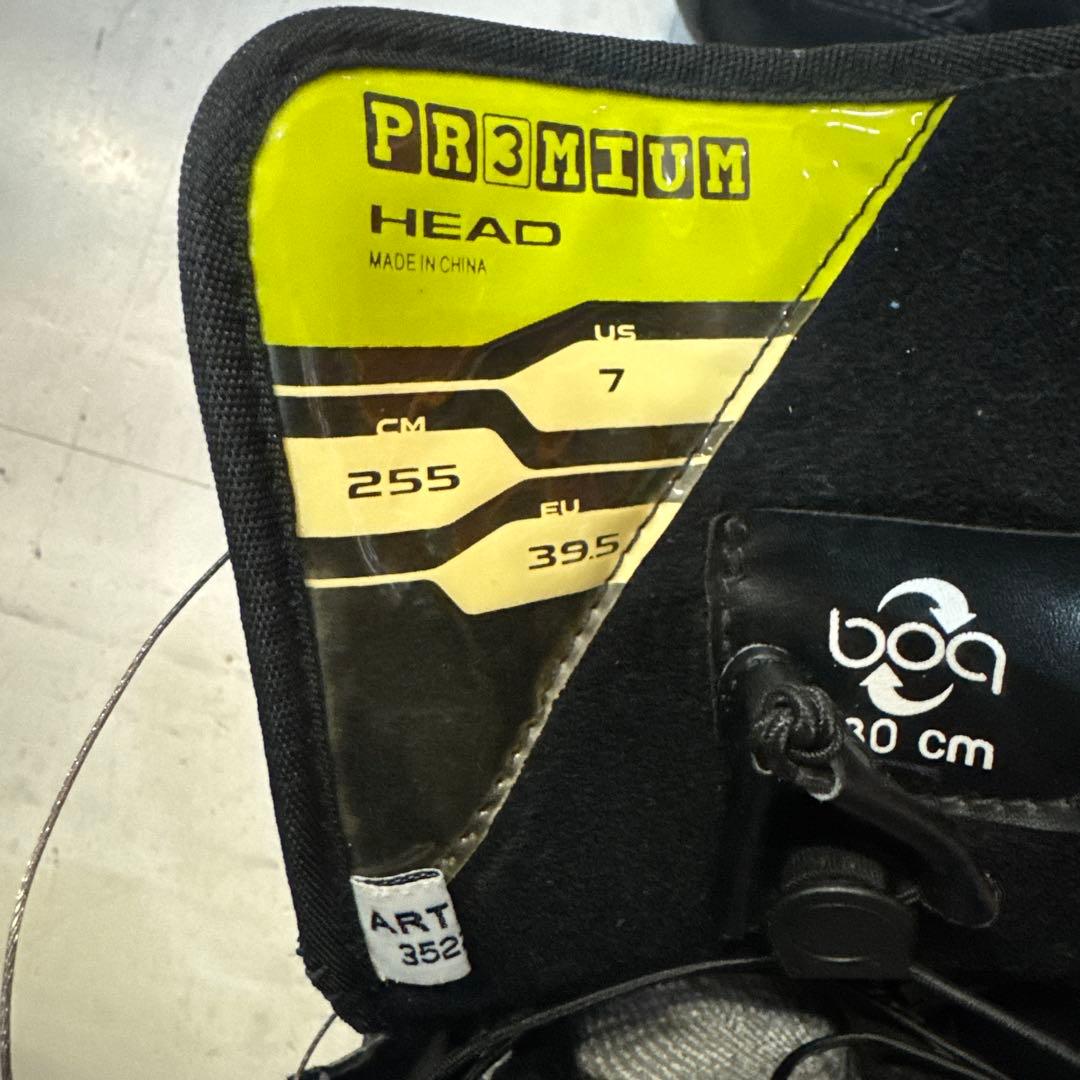 PR3MIUM
HEAD
MADE IN CHINA
US
7
CM
255
EU
39.5
boa
30 cm
ART
352